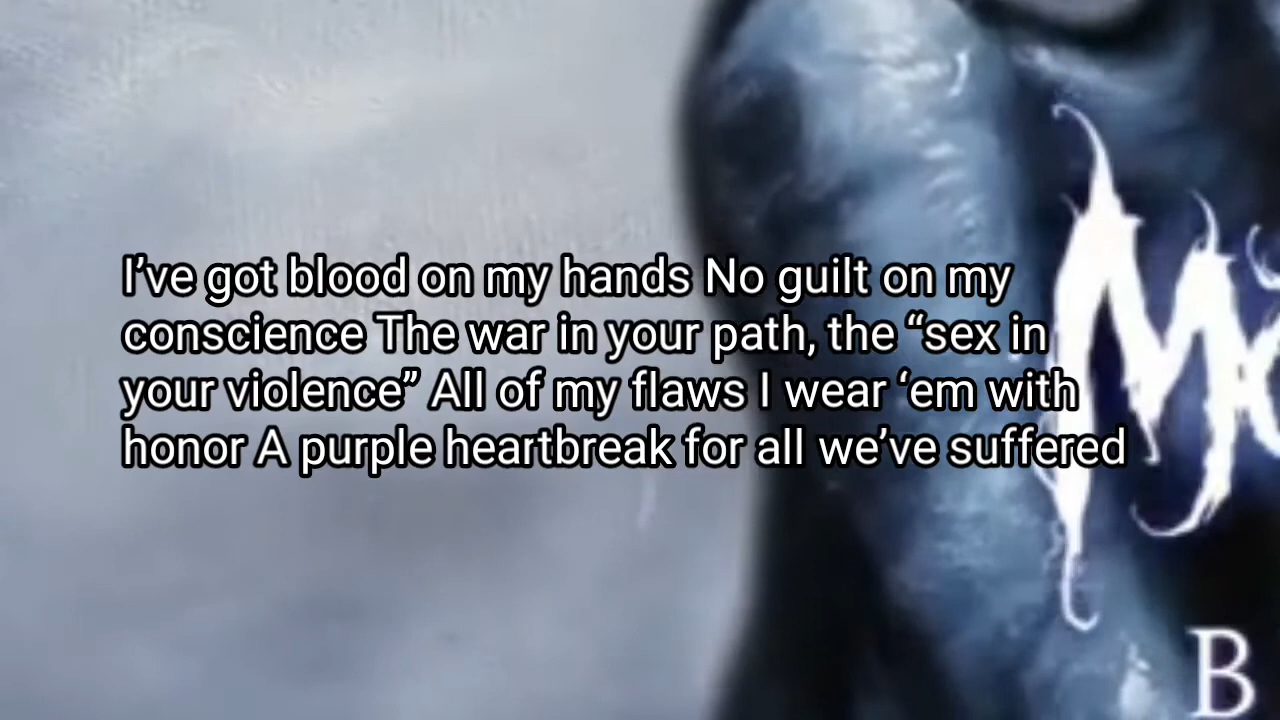 I’ve got blood on my hands No guilt on my
conscience The war in your path, the “sex in
your violence” All of my flaws I wear ‘em with
honor A purple heartbreak for all we’ve suffered
B